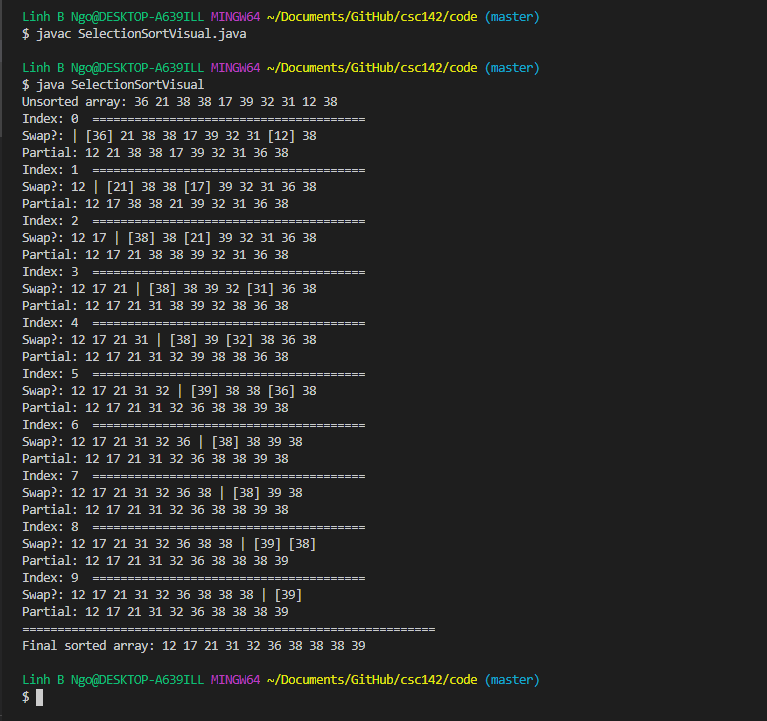 Linh B Ngo@DESKTOP-A639ILL MINGW64 ~/Documents/GitHub/csc142/code (master)
$ javac SelectionSortVisual.java
Linh B Ngo@DESKTOP-A639ILL MINGW64 ~/Documents/GitHub/csc142/code (master)
$ java SelectionSortVisual
Unsorted array: 36 21 38 38 17 39 32 31 12 38
Index: 0  =======================================
Swap?: | [36] 21 38 38 17 39 32 31 [12] 38
Partial: 12 21 38 38 17 39 32 31 36 38
Index: 1  =======================================
Swap?: 12 | [21] 38 38 [17] 39 32 31 36 38
Partial: 12 17 38 38 21 39 32 31 36 38
Index: 2  =======================================
Swap?: 12 17 | [38] 38 [21] 39 32 31 36 38
Partial: 12 17 21 38 38 39 32 31 36 38
Index: 3  =======================================
Swap?: 12 17 21 | [38] 38 39 32 [31] 36 38
Partial: 12 17 21 31 38 39 32 38 36 38
Index: 4  =======================================
Swap?: 12 17 21 31 | [38] 39 [32] 38 36 38
Partial: 12 17 21 31 32 39 38 38 36 38
Index: 5  =======================================
Swap?: 12 17 21 31 32 | [39] 38 38 [36] 38
Partial: 12 17 21 31 32 36 38 38 39 38
Index: 6  =======================================
Swap?: 12 17 21 31 32 36 | [38] 38 39 38
Partial: 12 17 21 31 32 36 38 38 39 38
Index: 7  =======================================
Swap?: 12 17 21 31 32 36 38 | [38] 39 38
Partial: 12 17 21 31 32 36 38 38 39 38
Index: 8  =======================================
Swap?: 12 17 21 31 32 36 38 38 | [39] [38]
Partial: 12 17 21 31 32 36 38 38 38 39
Index: 9  =======================================
Swap?: 12 17 21 31 32 36 38 38 38 | [39]
Partial: 12 17 21 31 32 36 38 38 38 39
===========================================================
Final sorted array: 12 17 21 31 32 36 38 38 38 39
Linh B Ngo@DESKTOP-A639ILL MINGW64 ~/Documents/GitHub/csc142/code (master)
$